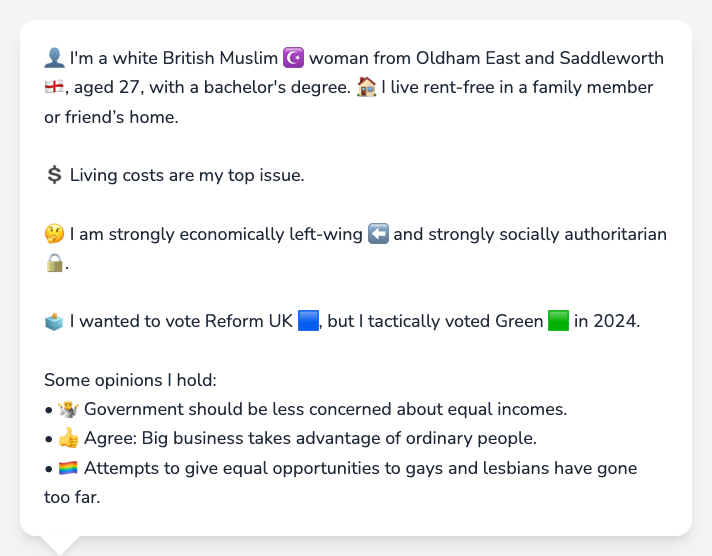 👤 I'm a white British Muslim ☪️ woman from Oldham East and Saddleworth
🏴󠁧󠁢󠁥󠁮󠁧󠁿, aged 27, with a bachelor's degree. 🏠 I live rent-free in a family member
or friend’s home.
💲 Living costs are my top issue.
🤔 I am strongly economically left-wing ⬅️ and strongly socially authoritarian
🔒.
🗳️ I wanted to vote Reform UK 🟦, but I tactically voted Green 🟩 in 2024.
Some opinions I hold:
• 🤷 Government should be less concerned about equal incomes.
• 👍 Agree: Big business takes advantage of ordinary people.
• 🏳️‍🌈 Attempts to give equal opportunities to gays and lesbians have gone
too far.